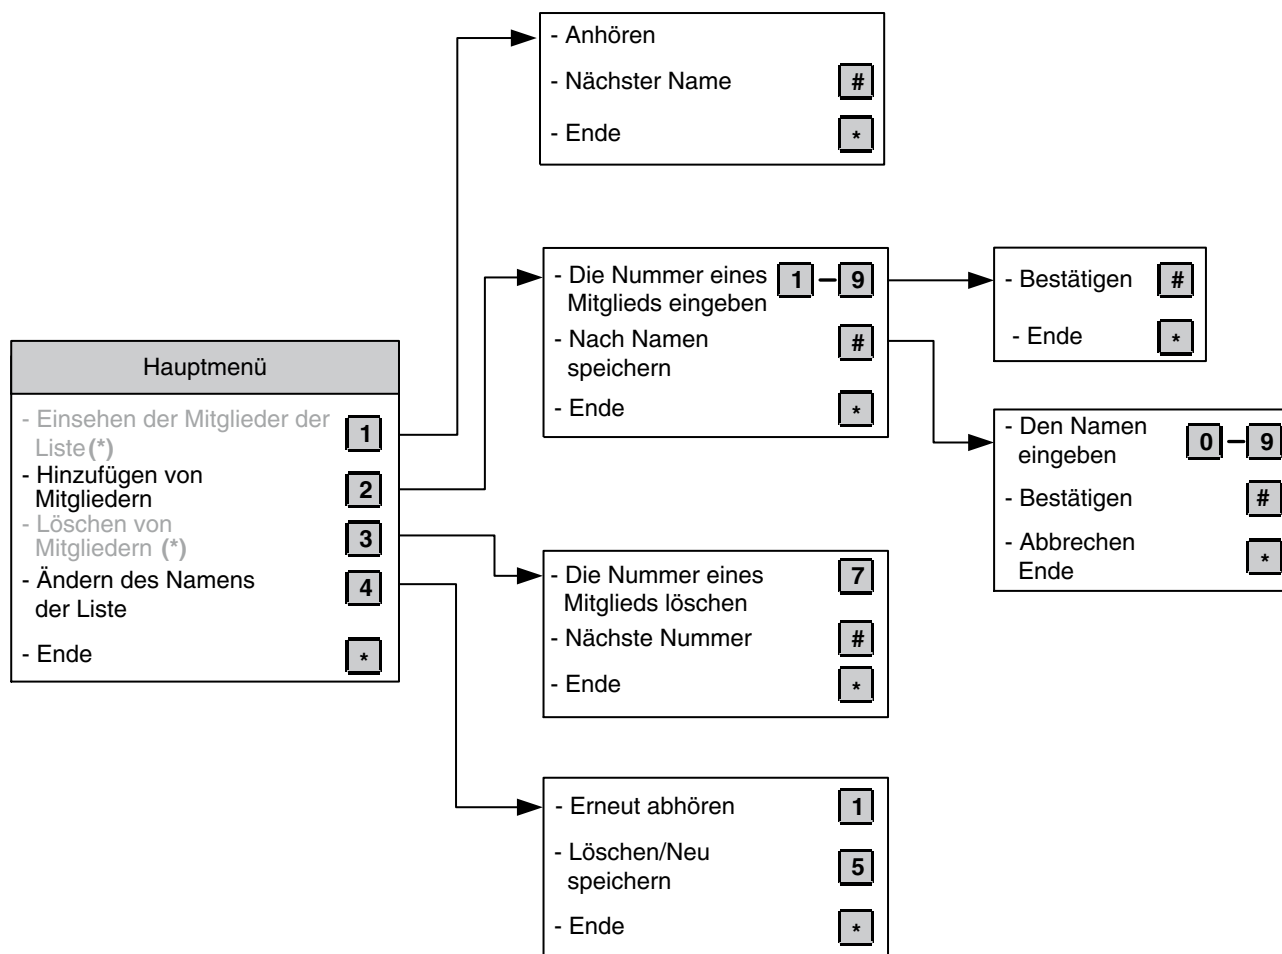 - Anhören
- Nächster Name #
- Ende *
- Die Nummer eines 1 – 9
Mitglieds eingeben
- Nach Namen #
speichern
- Ende *
- Bestätigen #
- Ende *
Hauptmenü
- Einsehen der Mitglieder der
Liste(*) 1
- Hinzufügen von
Mitgliedern 2
- Löschen von
Mitgliedern (*) 3
- Ändern des Namens
der Liste 4
- Ende *
- Den Namen
eingeben 0 – 9
- Bestätigen #
- Abbrechen
Ende *
- Die Nummer eines 7
Mitglieds löschen
- Nächste Nummer #
- Ende *
- Erneut abhören 1
- Löschen/Neu
speichern 5
- Ende *